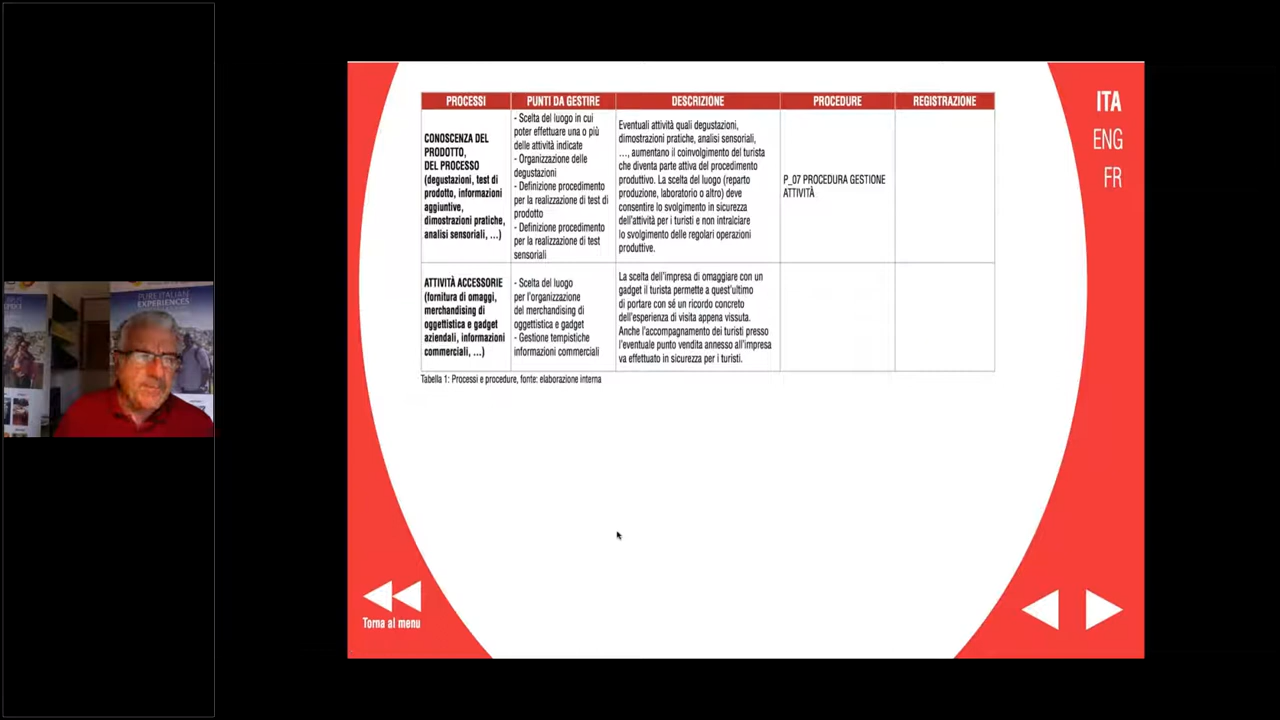 PROCESSI PUNTI DA GESTIRE DESCRIZIONE PROCEDURE REGISTRAZIONE
CONOSCENZA DEL
PRODOTTO,
DEL PROCESSO
(degustazioni, test di
prodotto, informazioni
aggiuntive,
dimostrazioni pratiche,
analisi sensoriali, ...)
- Scelta del luogo in cui
poter effettuare una o più
delle attività indicate
- Organizzazione delle
degustazioni
- Definizione procedimento
per la realizzazione di test di
prodotto
- Definizione procedimento
per la realizzazione di test
sensoriali
Eventuali attività quali degustazioni,
dimostrazioni pratiche, analisi sensoriali,
…, aumentano il coinvolgimento del turista
che diventa parte attiva del procedimento
produttivo. La scelta del luogo (reparto
produzione, laboratorio o altro) deve
consentire lo svolgimento in sicurezza
dell'attività per i turisti e non intralciare
lo svolgimento delle regolari operazioni
produttive.
P_07 PROCEDURA GESTIONE
ATTIVITÀ
ATTIVITÀ ACCESSORIE
(fornitura di omaggi,
merchandising di
oggettistica e gadget
aziendali, informazioni
commerciali, ...)
- Scelta del luogo
per l'organizzazione
del merchandising di
oggettistica e gadget
- Gestione tempistiche
informazioni commerciali
La scelta dell'impresa di omaggiare con un
gadget il turista permette a quest'ultimo
di portare con sé un ricordo concreto
dell'esperienza di visita appena vissuta.
Anche l'accompagnamento dei turisti presso
l'eventuale punto vendita annesso all'impresa
va effettuato in sicurezza per i turisti.
Tabella 1: Processi e procedure, fonte: elaborazione interna
ITA
ENG
FR
Torna al menu
PURE ITALIAN
EXPERIENCES